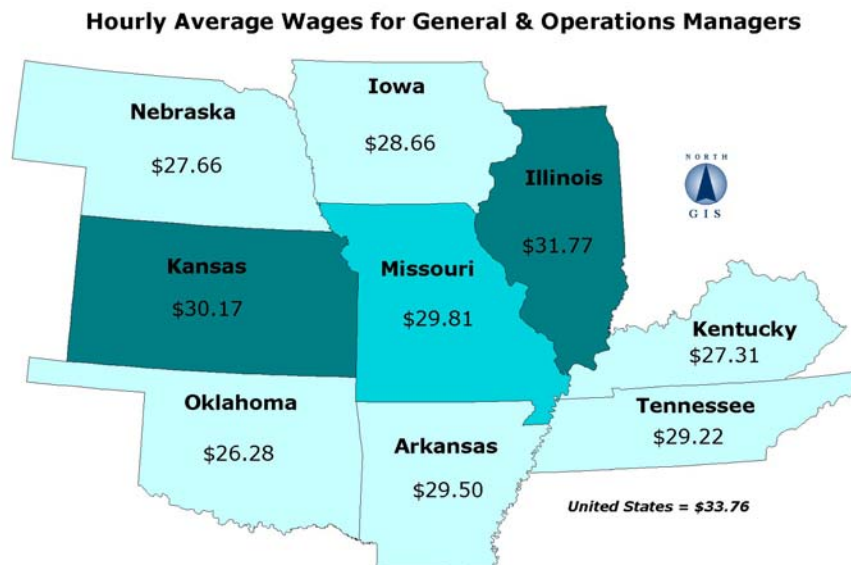 Hourly Average Wages for General & Operations Managers
Iowa
$28.66
Nebraska
$27.66
Illinois
$31.77
NORTH
GIS
Kansas
$30.17
Missouri
$29.81
Kentucky
$27.31
Oklahoma
$26.28
Arkansas
$29.50
Tennessee
$29.22
United States = $33.76